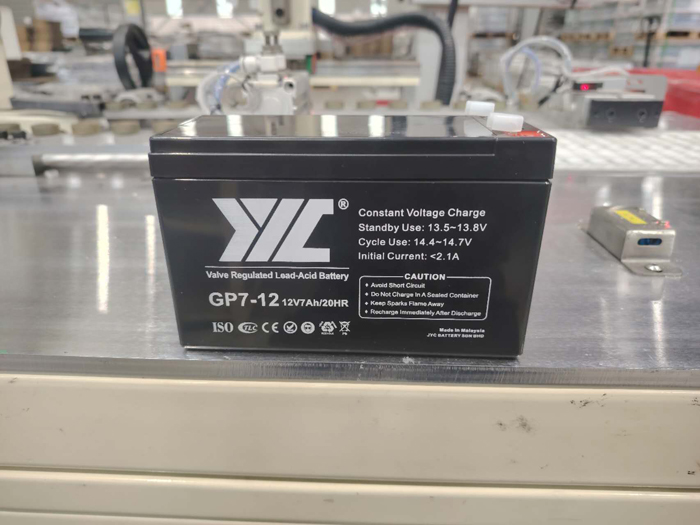 JYC®
Valve Regulated Lead-Acid Battery
GP7-12 12V7Ah/20HR
ISO TLC CE
Constant Voltage Charge
Standby Use: 13.5~13.8V
Cycle Use: 14.4~14.7V
Initial Current: <2.1A
CAUTION
• Avoid Short Circuit
• Do Not Charge In A Sealed Container
• Keep Sparks Flame Away
• Recharge Immediately After Discharge
Made in Malaysia
JYC BATTERY SDN BHD